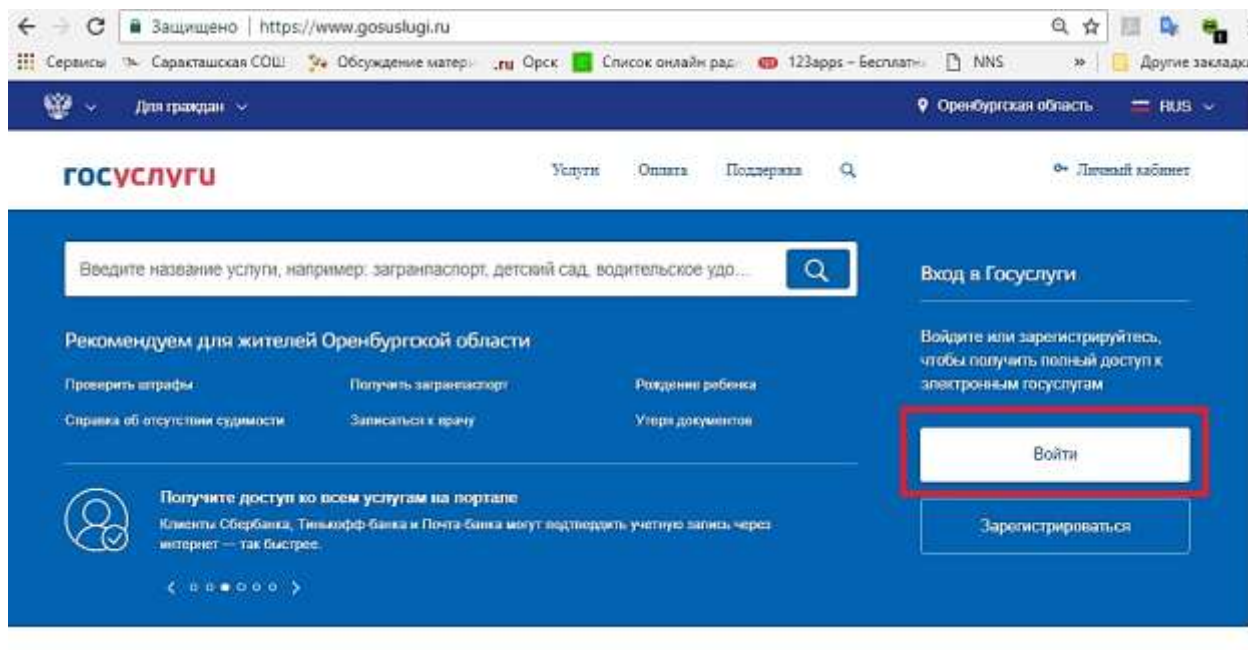 Защищено | https://www.gosuslugi.ru
Сервисы Саракташская СОШ Обсуждение матер .ru Орск Список онлайн рад 123apps – Бесплатн NNS » Другие закладк
Для граждан Оренбургская область RUS
госуслуги Услуги Оплата Поддержка Личный кабинет
Введите название услуги, например: загранпаспорт, детский сад, водительское удо...
Вход в Госуслуги
Рекомендуем для жителей Оренбургской области
Войдите или зарегистрируйтесь,
чтобы получить полный доступ к
электронным госуслугам
Проверить штрафы Получить загранпаспорт Рождение ребенка
Справка об отсутствии судимости Записаться к врачу Утеря документов
Войти
Получите доступ ко всем услугам на портале
Клиенты Сбербанка, Тинькофф-банка и Почта-банка могут подтвердить учетную запись через
интернет — так быстрее.
Зарегистрироваться